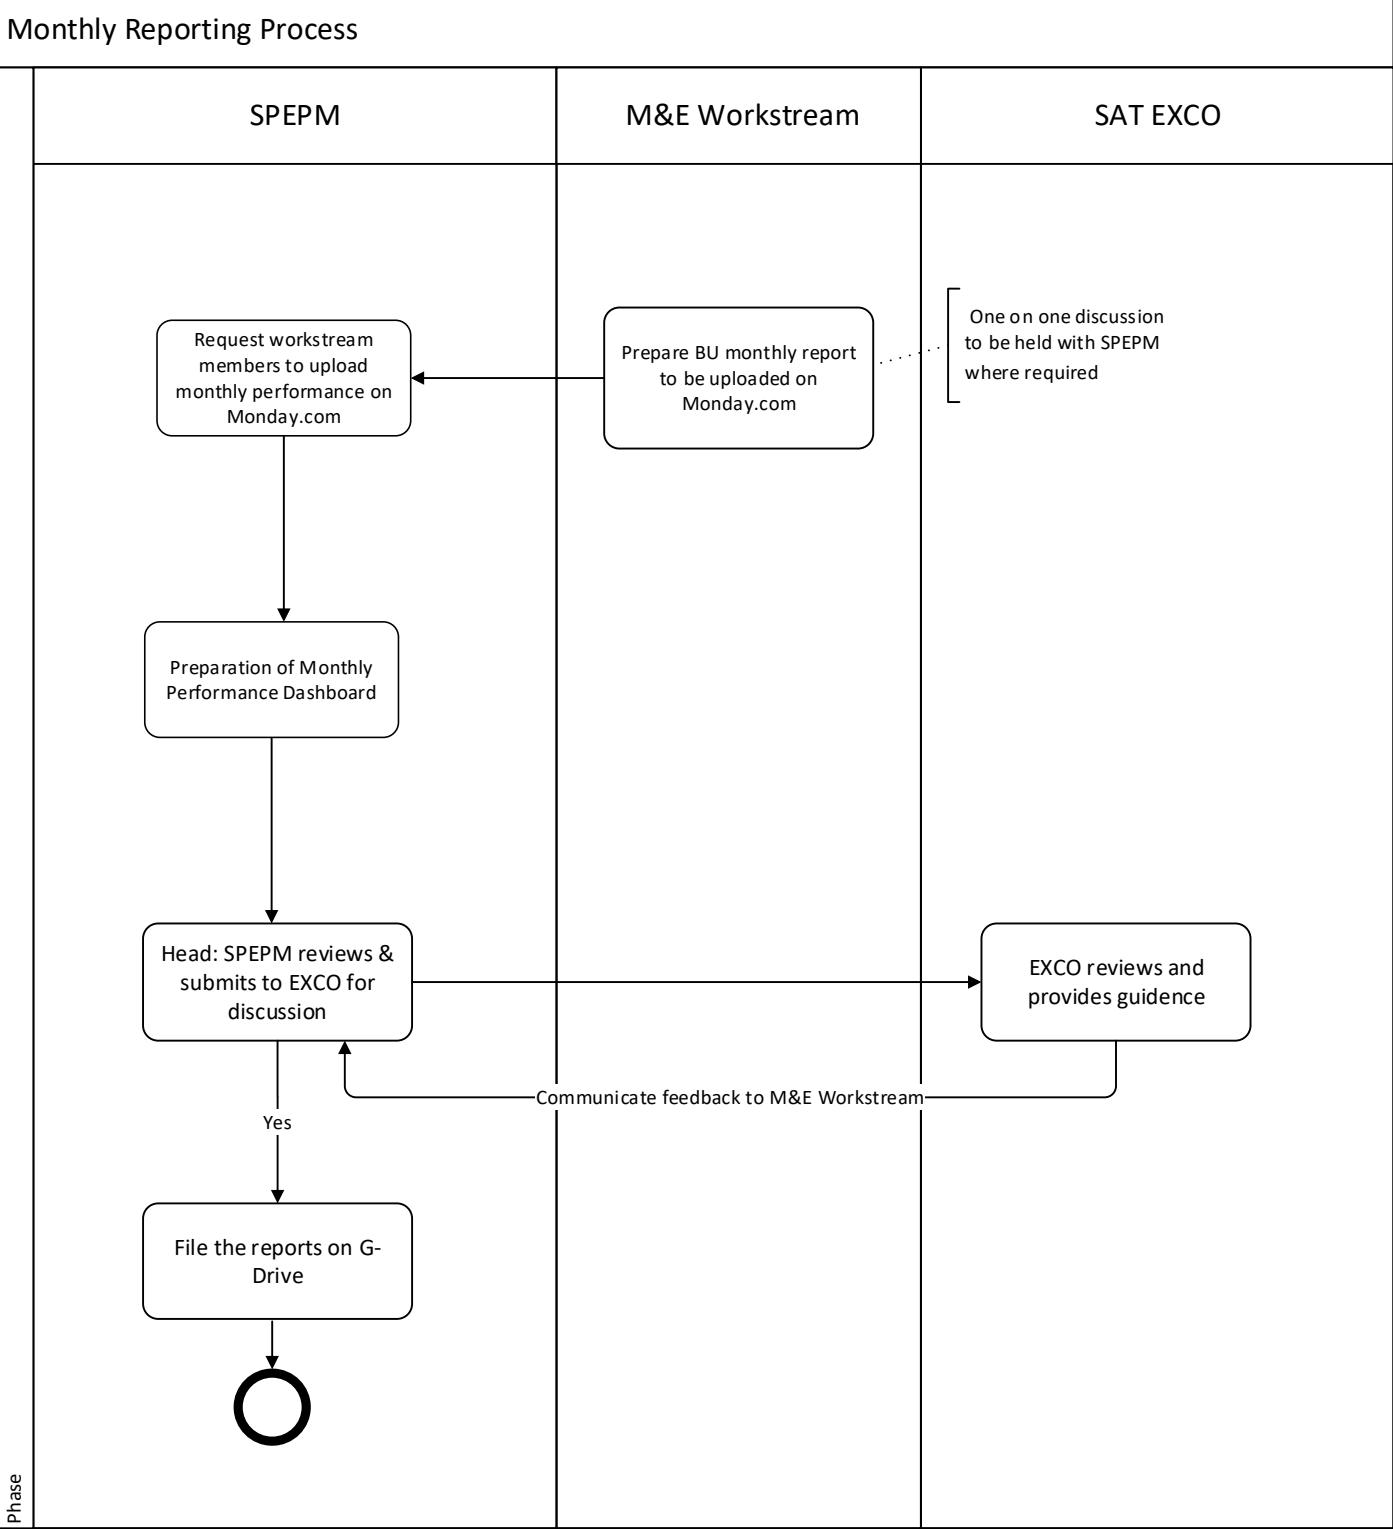 Monthly Reporting Process
SPEPM
M&E Workstream
SAT EXCO
Request workstream
members to upload
monthly performance on
Monday.com
Prepare BU monthly report
to be uploaded on
Monday.com
One on one discussion
to be held with SPEPM
where required
Preparation of Monthly
Performance Dashboard
Head: SPEPM reviews &
submits to EXCO for
discussion
EXCO reviews and
provides guidence
Communicate feedback to M&E Workstream
Yes
File the reports on G-
Drive
Phase